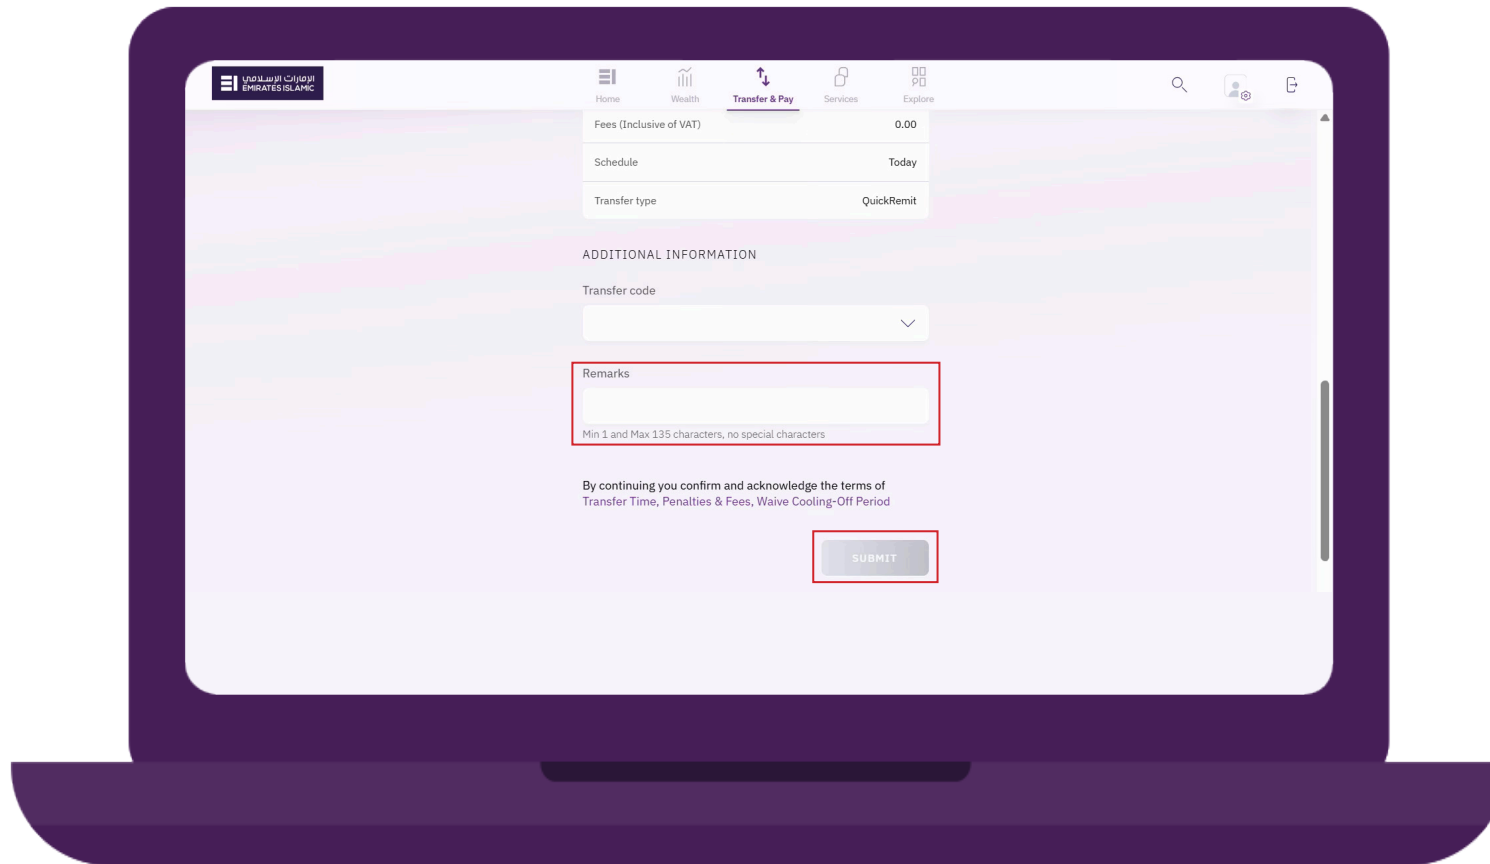 الإمارات الإسلامي
EMIRATES ISLAMIC
Home
Wealth
Transfer & Pay
Services
Explore
Fees (Inclusive of VAT) 0.00
Schedule Today
Transfer type QuickRemit
ADDITIONAL INFORMATION
Transfer code
Remarks
Min 1 and Max 135 characters, no special characters
By continuing you confirm and acknowledge the terms of
Transfer Time, Penalties & Fees, Waive Cooling-Off Period
SUBMIT